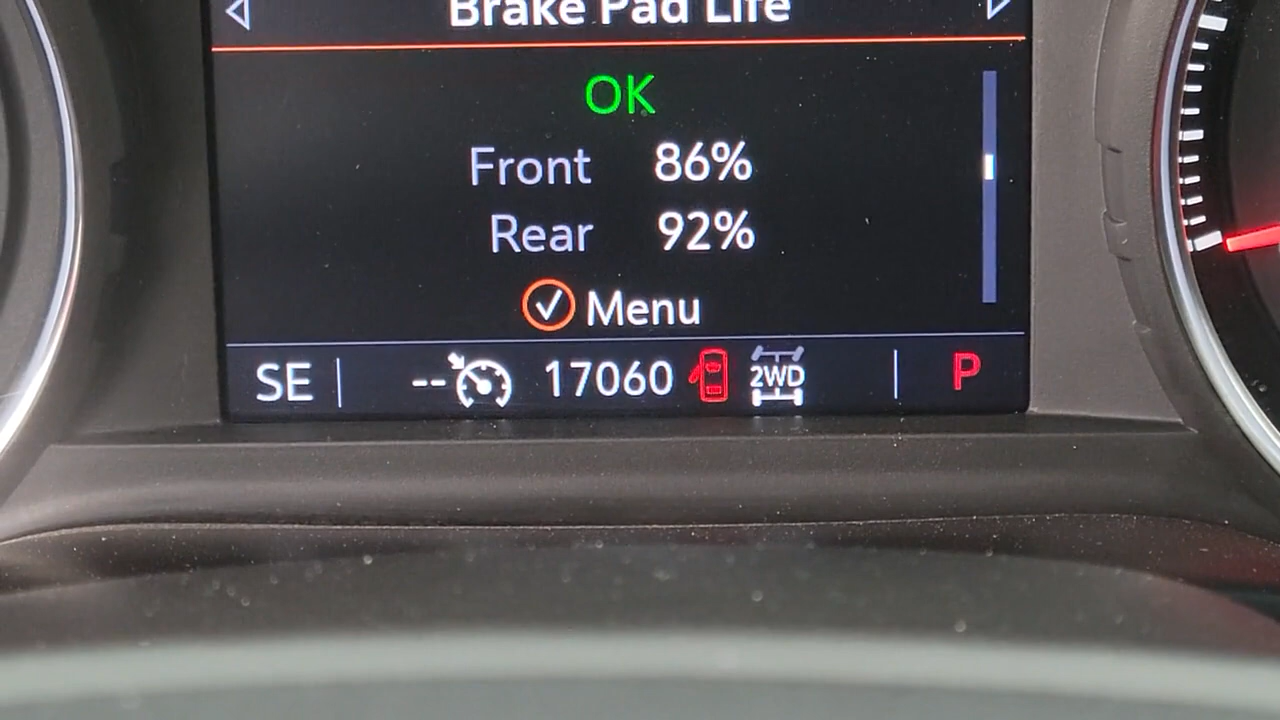 Brake Pad Life
OK
Front 86%
Rear 92%
Menu
SE -- 17060 2WD P